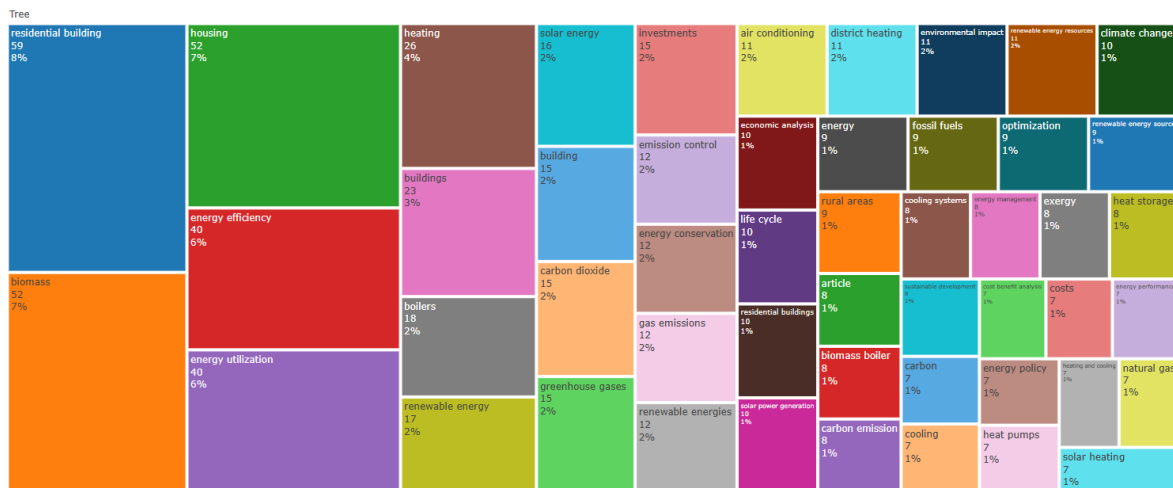 Tree
residential building
59
8%
biomass
52
7%
housing
52
7%
energy efficiency
40
6%
energy utilization
40
6%
heating
26
4%
buildings
23
3%
boilers
18
2%
renewable energy
17
2%
solar energy
16
2%
building
15
2%
carbon dioxide
15
2%
greenhouse gases
15
2%
investments
15
2%
emission control
12
2%
energy conservation
12
2%
gas emissions
12
2%
renewable energies
12
2%
air conditioning
11
2%
district heating
11
2%
environmental impact
11
2%
renewable energy resources
11
2%
climate change
10
1%
economic analysis
10
1%
life cycle
10
1%
residential buildings
10
1%
solar power generation
10
1%
energy
9
1%
fossil fuels
9
1%
optimization
9
1%
renewable energy source
9
1%
rural areas
9
1%
article
8
1%
biomass boiler
8
1%
carbon emission
8
1%
cooling systems
8
1%
energy management
8
1%
exergy
8
1%
heat storage
8
1%
sustainable development
8
1%
carbon
7
1%
cooling
7
1%
cost benefit analysis
7
1%
costs
7
1%
energy performance
7
1%
energy policy
7
1%
heat pumps
7
1%
heating and cooling
7
1%
natural gas
7
1%
solar heating
7
1%